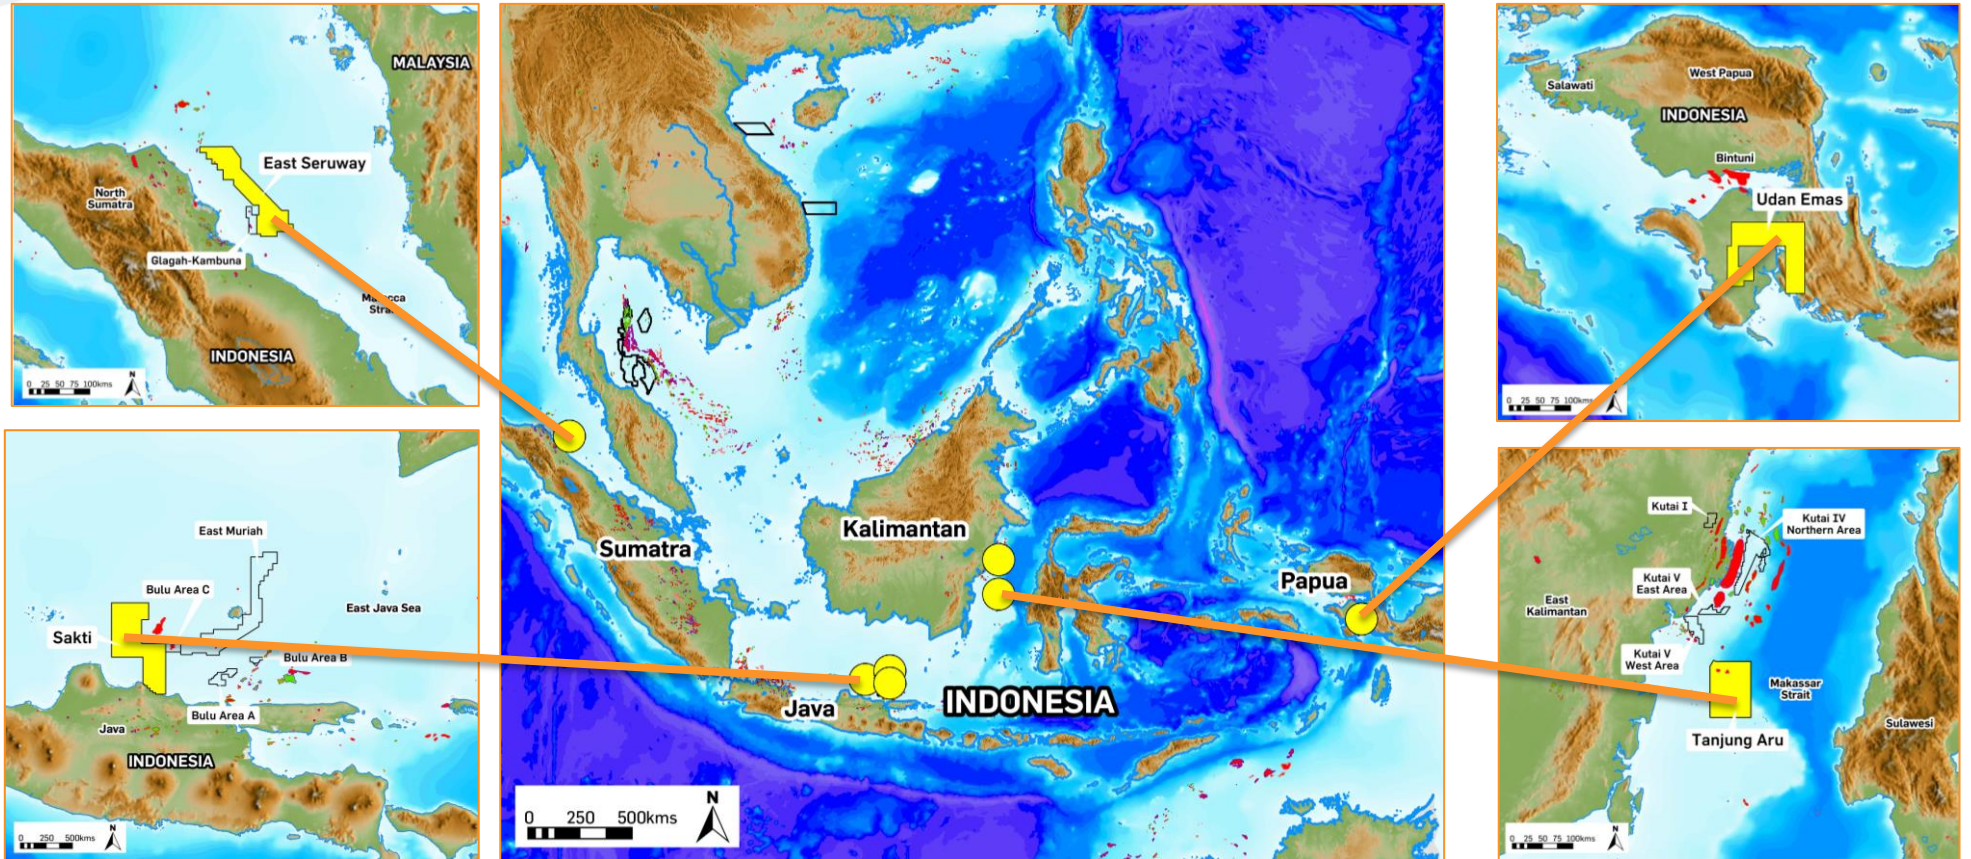 MALAYSIA
East Seruway
North
Sumatra
Glagah-Kambuna
INDONESIA
0 25 50 75 100kms
N
East Muriah
Bulu Area C
East Java Sea
Sakti
Bulu Area B
Bulu Area A
Java
INDONESIA
0 250 500kms
N
Kalimantan
Sumatra
Papua
INDONESIA
Java
0 250 500kms
N
West Papua
Salawati
INDONESIA
Bintuni
Udan Emas
0 25 50 75 100kms
N
Kutai I
Kutai IV
Northern Area
Kutai V
East Area
East
Kalimantan
Kutai V
West Area
Makassar
Strait
Sulawesi
Tanjung Aru
0 25 50 75 100kms
N